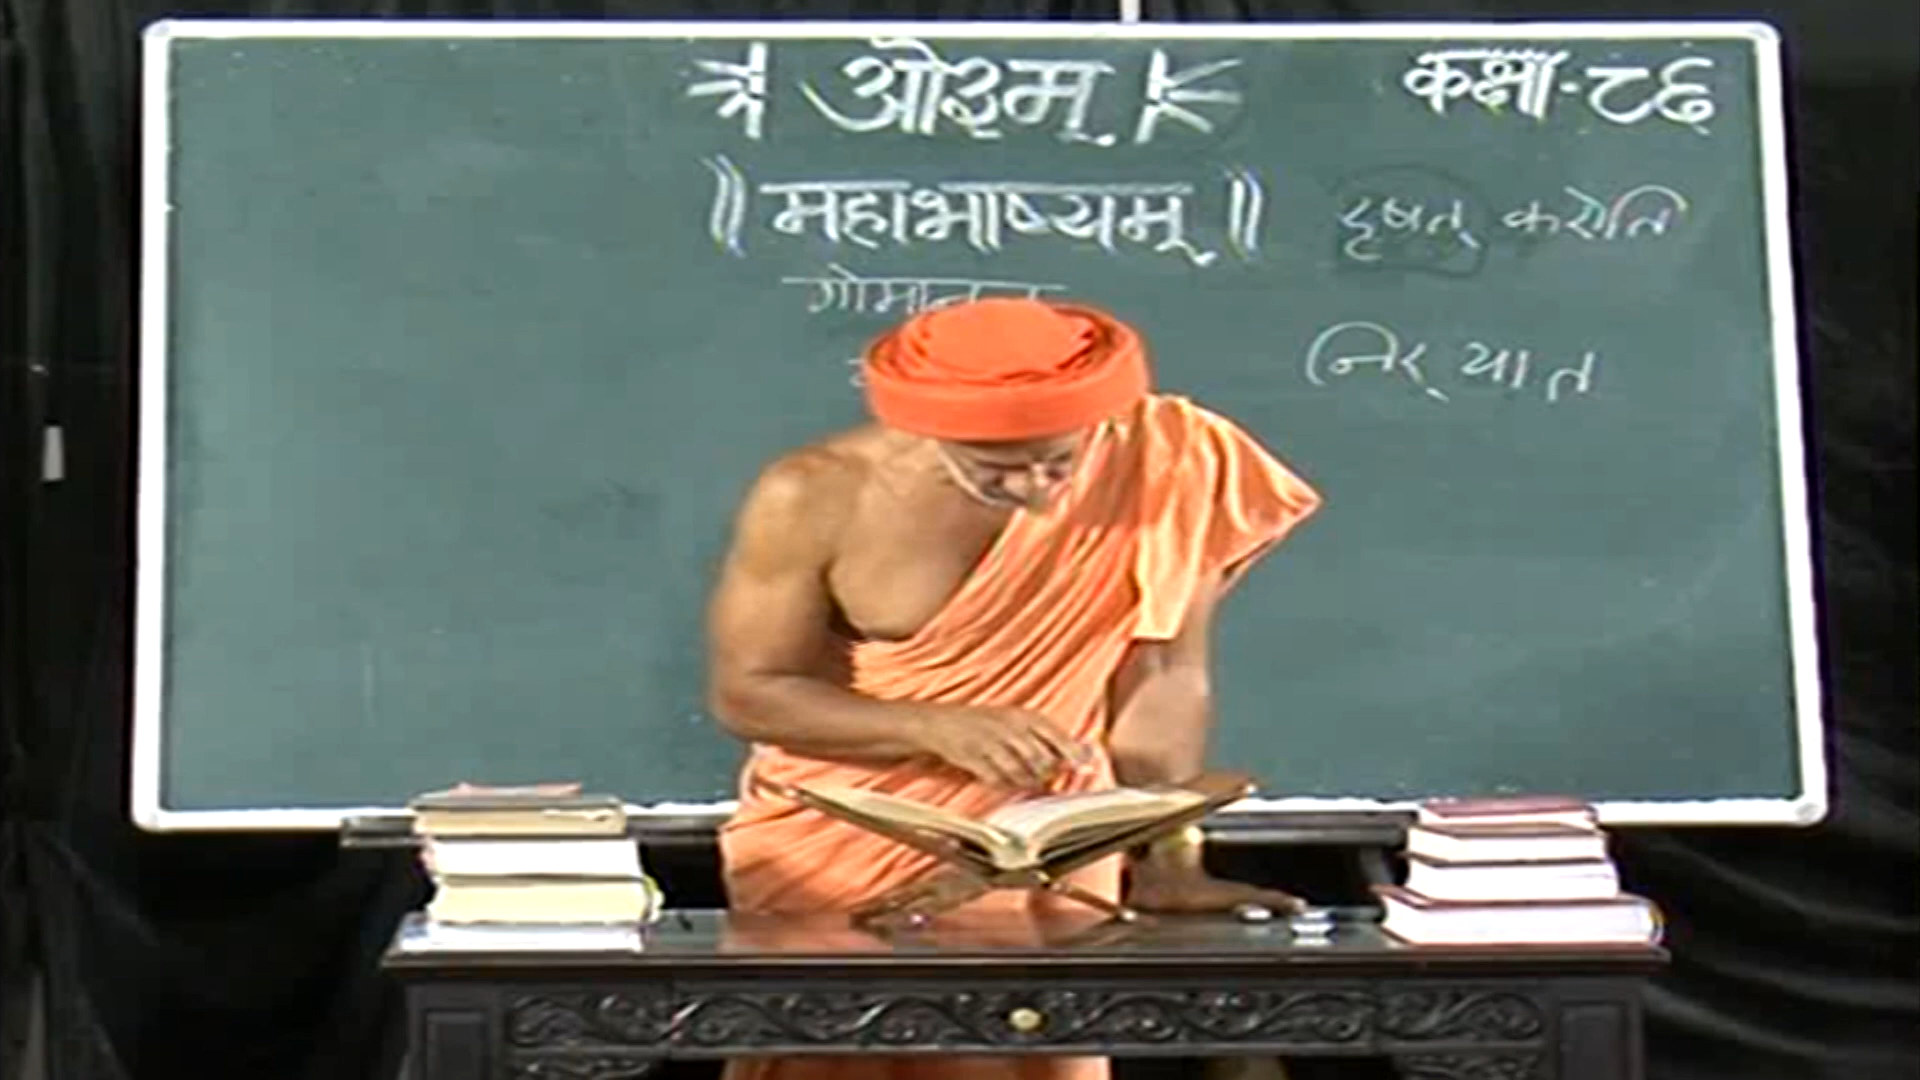 ओ३म् कक्षा-८६
॥ महाभाष्यम् ॥ दृषत् करोति
निर् यात